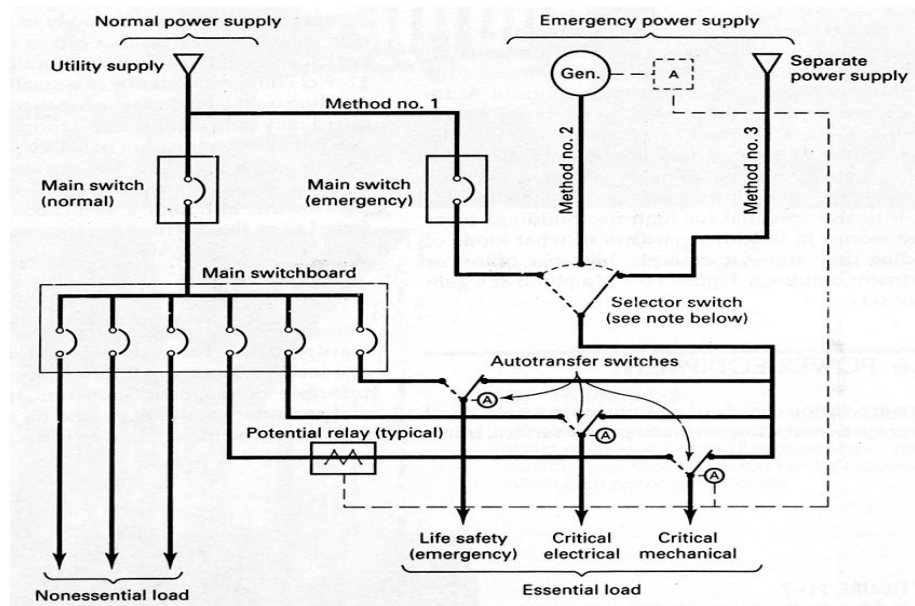 Normal power supply
Emergency power supply
Utility supply
Gen.
A
Separate
power supply
Method no. 1
Method no. 2
Method no. 3
Main switch
(normal)
Main switch
(emergency)
Main switchboard
Selector switch
(see note below)
Autotransfer switches
A
A
A
Potential relay (typical)
Life safety
(emergency)
Critical
electrical
Critical
mechanical
Nonessential load
Essential load